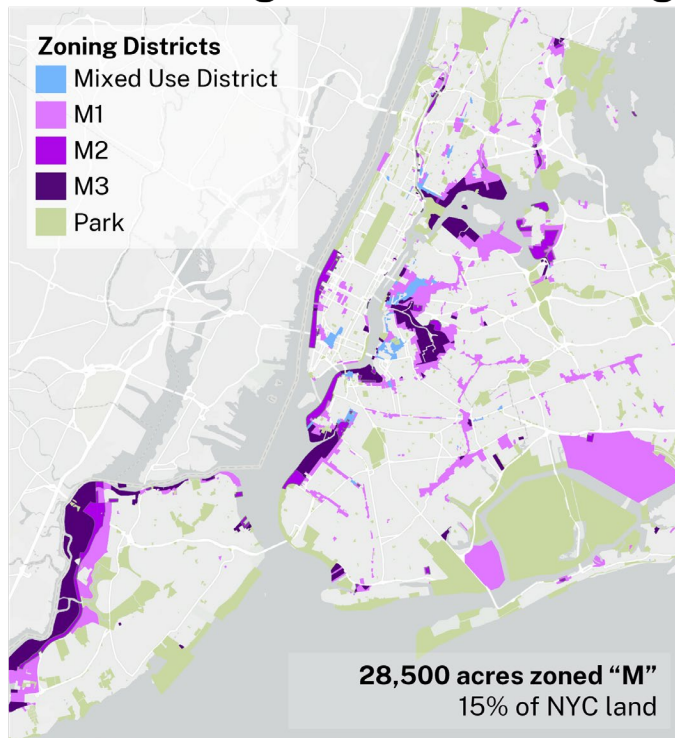 Zoning Districts
Mixed Use District
M1
M2
M3
Park
28,500 acres zoned “M”
15% of NYC land